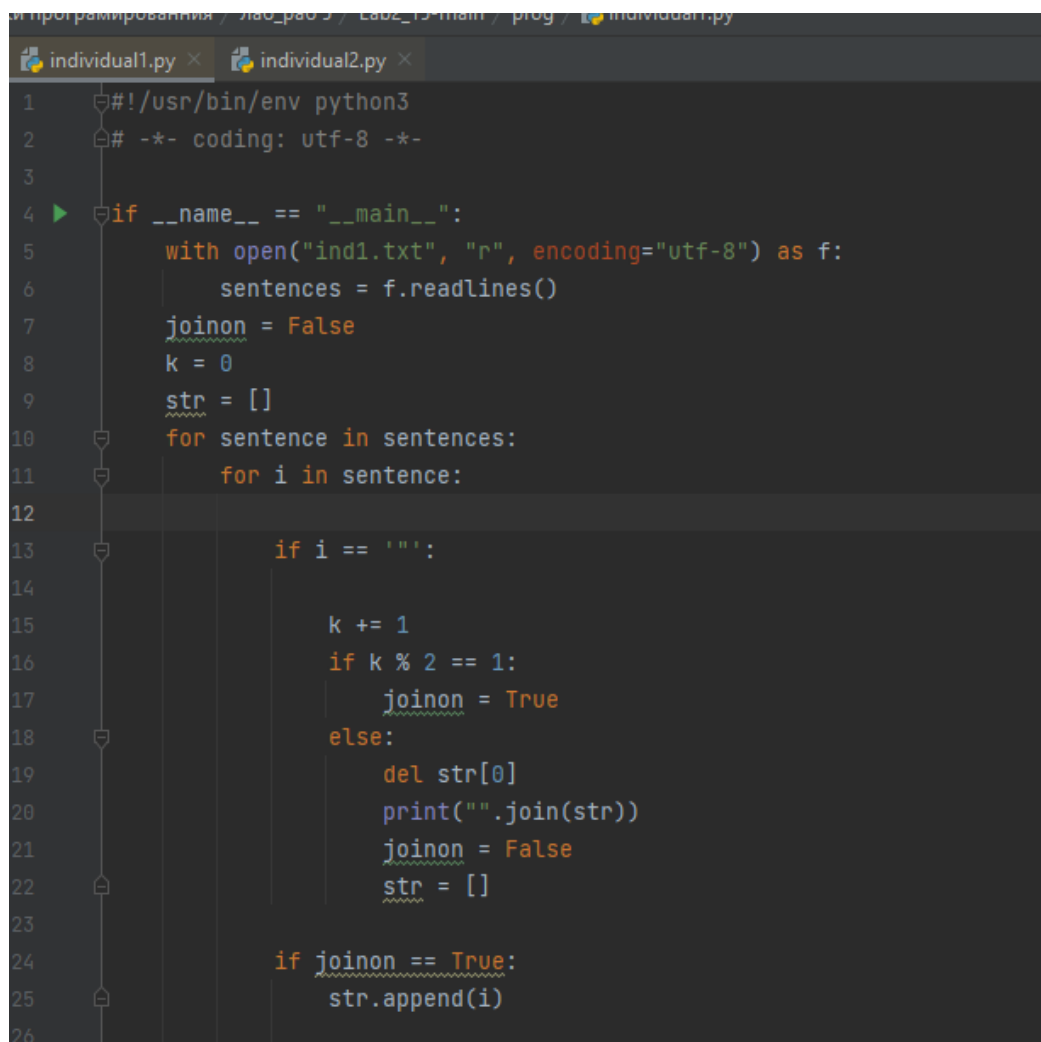 individual1.py individual2.py
1 #!/usr/bin/env python3
2 # -*- coding: utf-8 -*-
3
4 if __name__ == "__main__":
5 with open("ind1.txt", "r", encoding="utf-8") as f:
6 sentences = f.readlines()
7 joinon = False
8 k = 0
9 str = []
10 for sentence in sentences:
11 for i in sentence:
12
13 if i == '"':
14
15 k += 1
16 if k % 2 == 1:
17 joinon = True
18 else:
19 del str[0]
20 print("".join(str))
21 joinon = False
22 str = []
23
24 if joinon == True:
25 str.append(i)
26